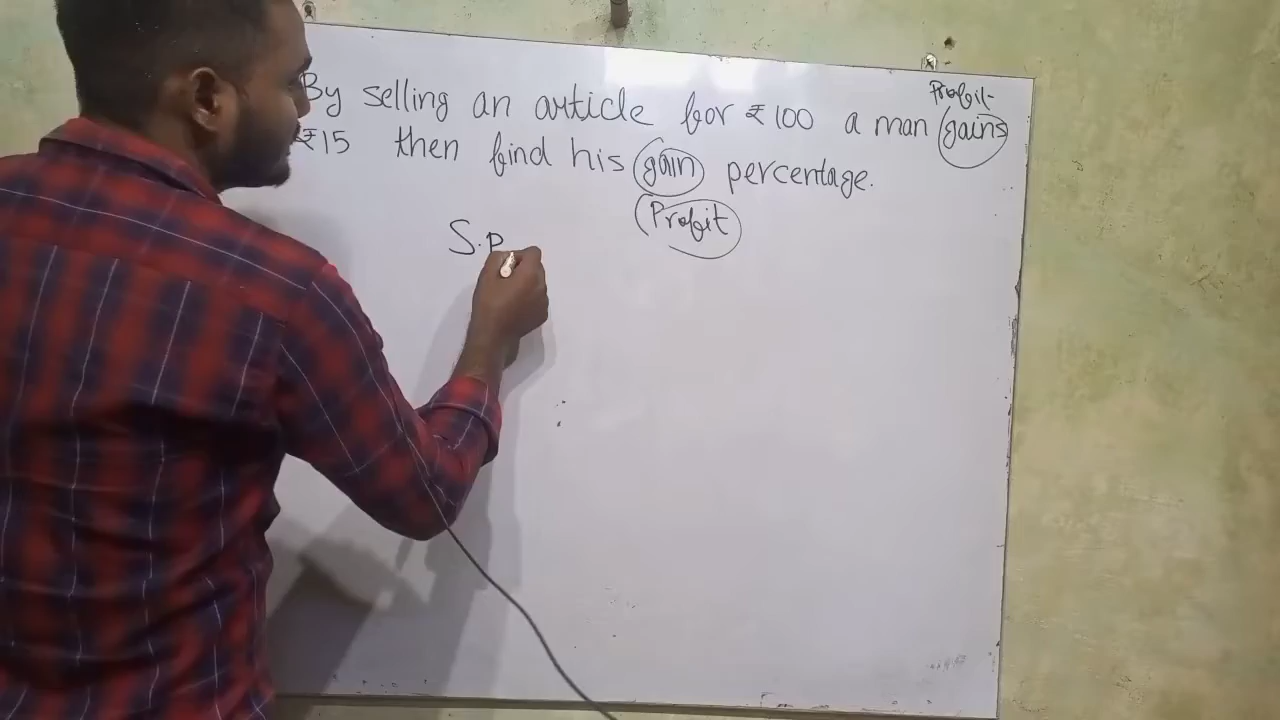 Profit-
By selling an article for ₹100 a man gains
₹15 then find his gain percentage.
Profit
S.P